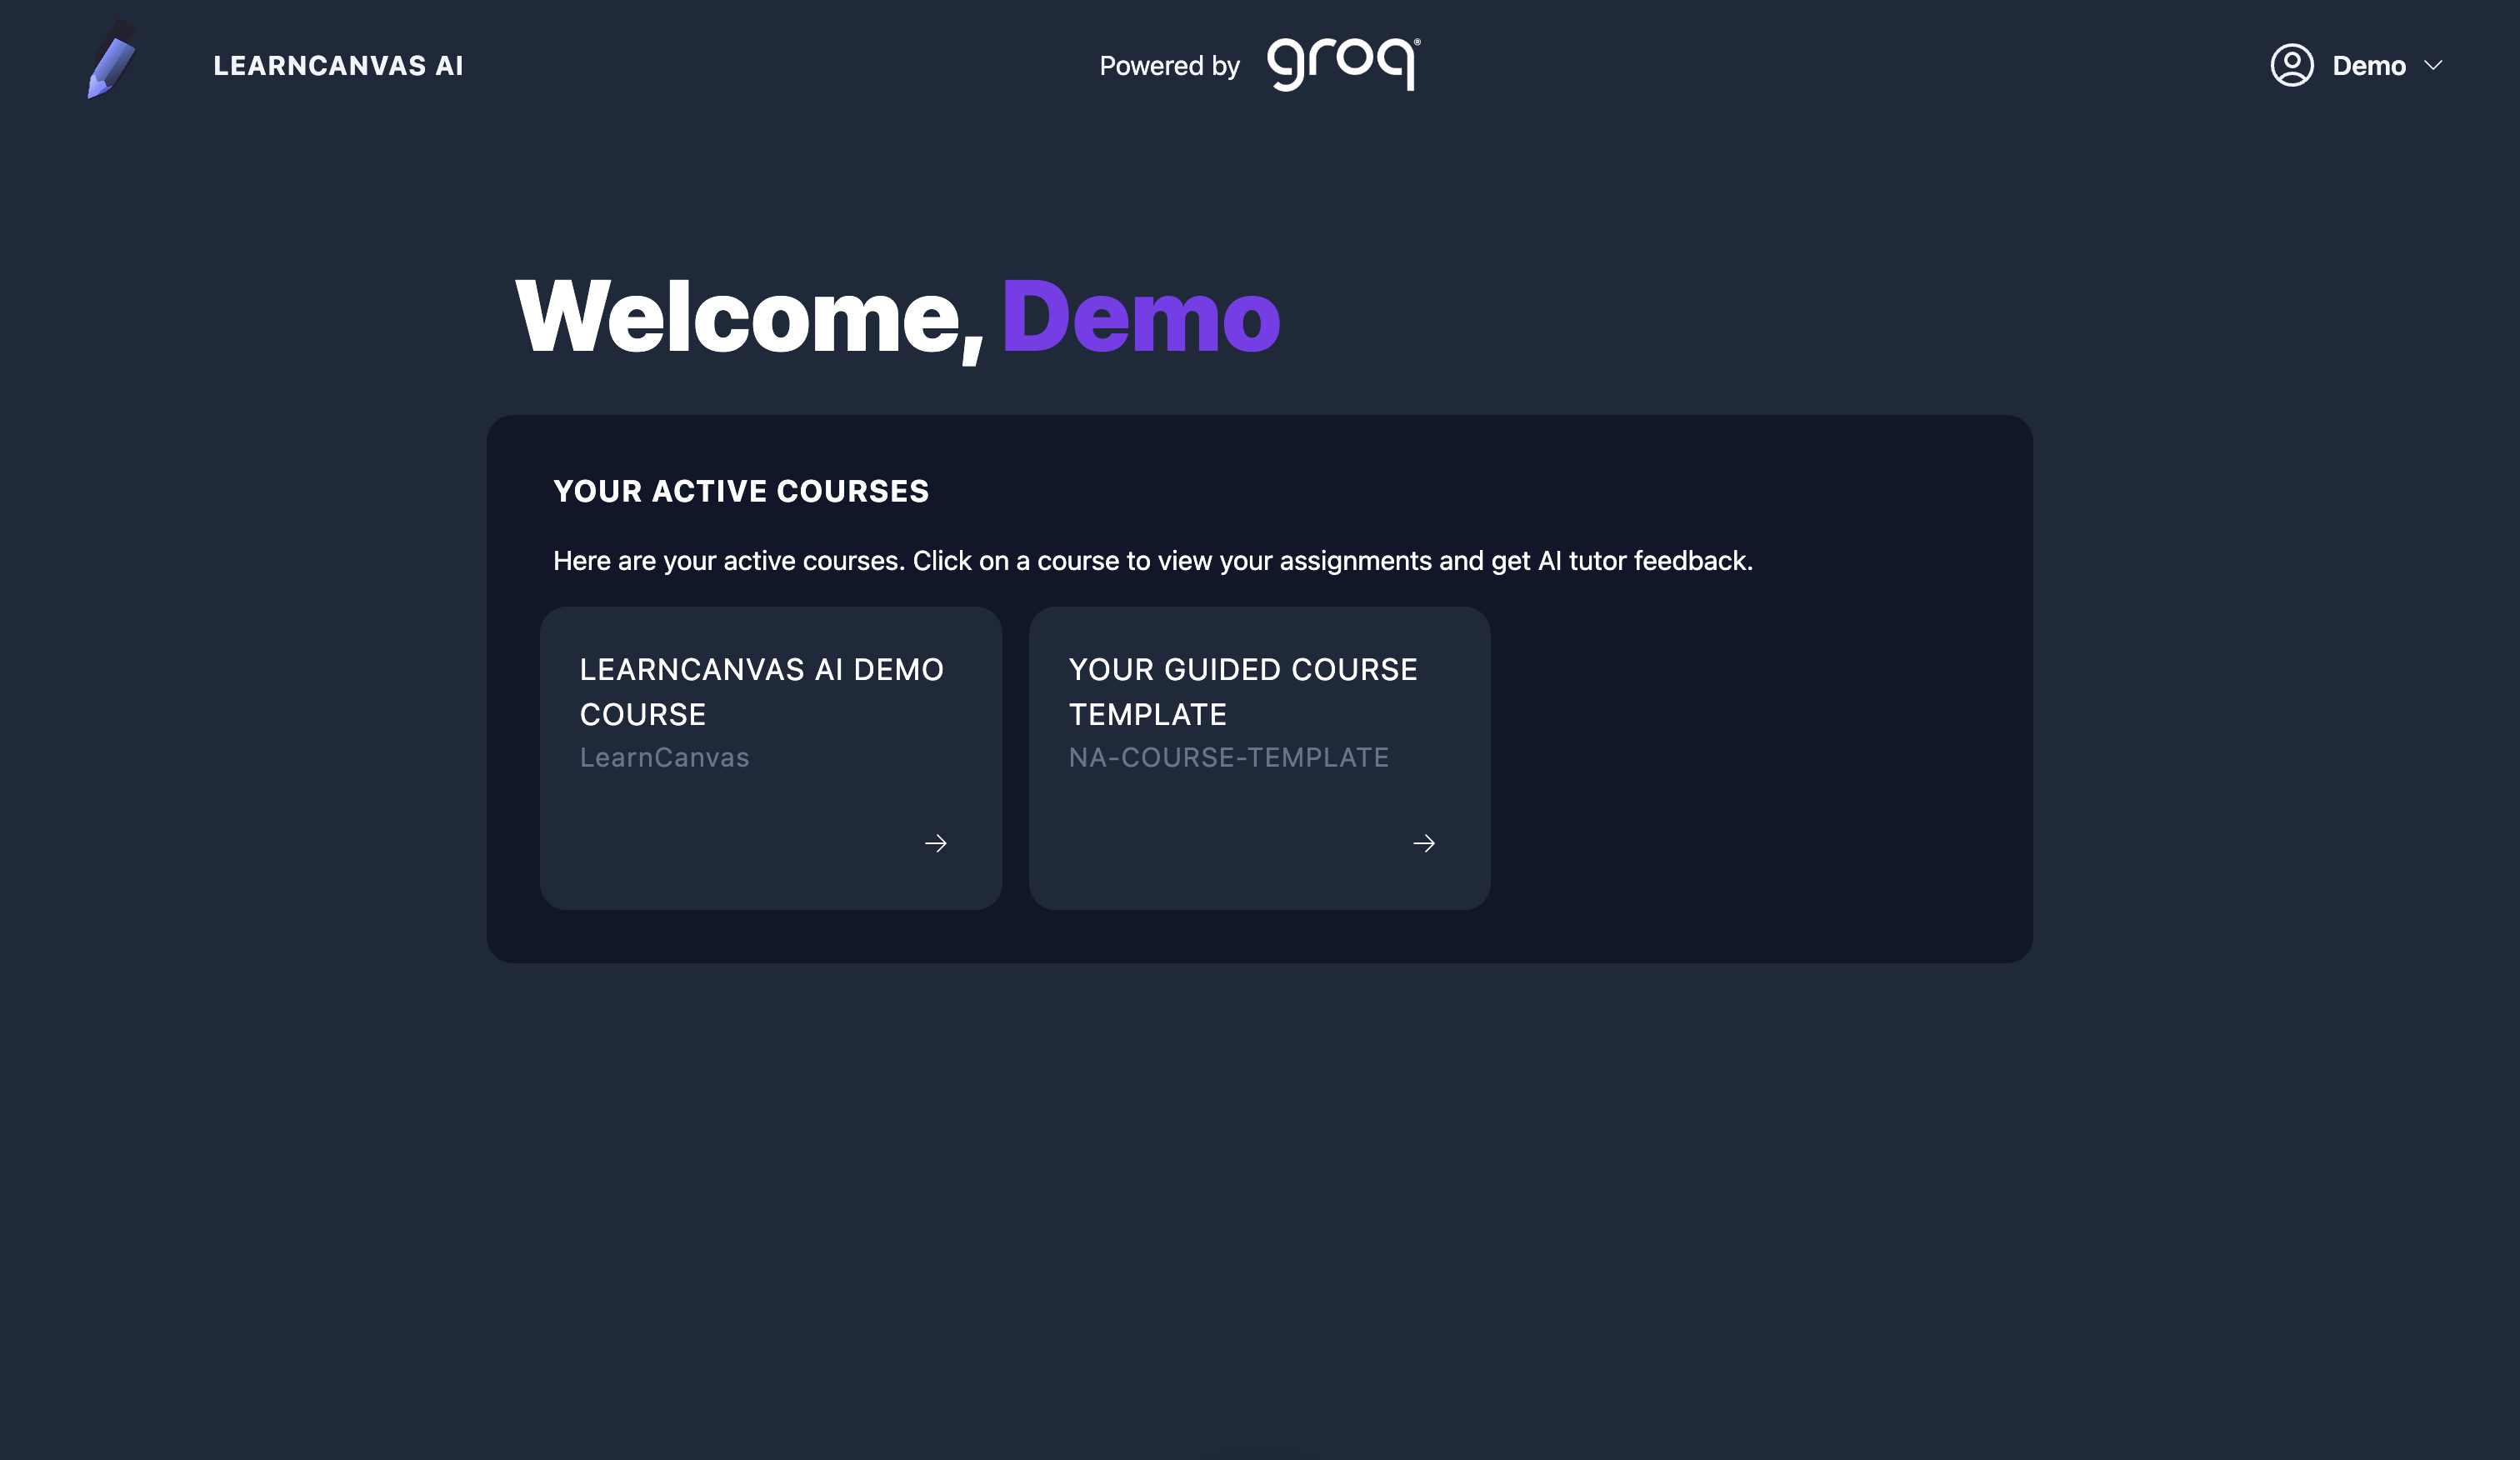 LEARNCANVAS AI
Powered by groq®
Demo
Welcome, Demo
YOUR ACTIVE COURSES
Here are your active courses. Click on a course to view your assignments and get AI tutor feedback.
LEARNCANVAS AI DEMO
COURSE
LearnCanvas
YOUR GUIDED COURSE
TEMPLATE
NA-COURSE-TEMPLATE